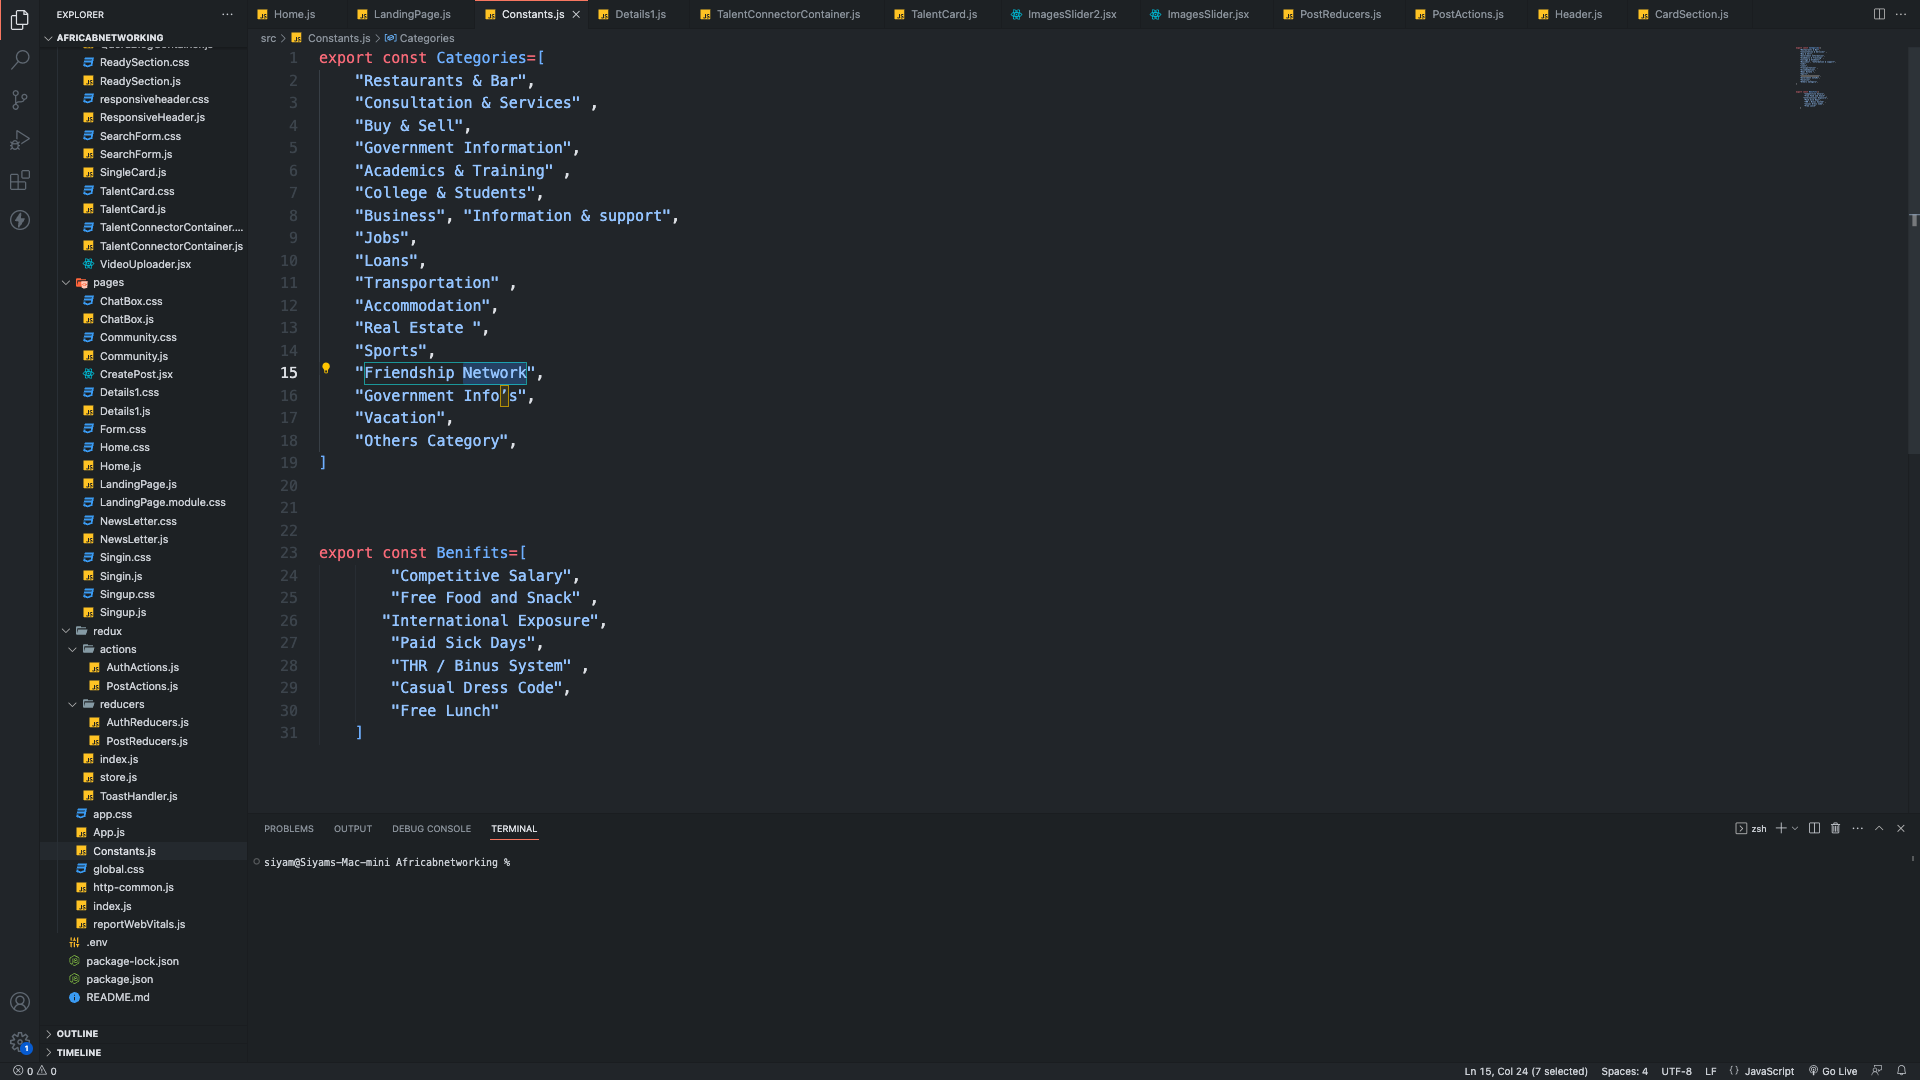 EXPLORER
AFRICABNETWORKING
ReadySection.css
ReadySection.js
responsiveheader.css
ResponsiveHeader.js
SearchForm.css
SearchForm.js
SingleCard.js
TalentCard.css
TalentCard.js
TalentConnectorContainer....
TalentConnectorContainer.js
VideoUploader.jsx
pages
ChatBox.css
ChatBox.js
Community.css
Community.js
CreatePost.jsx
Details1.css
Details1.js
Form.css
Home.css
Home.js
LandingPage.js
LandingPage.module.css
NewsLetter.css
NewsLetter.js
Singin.css
Singin.js
Singup.css
Singup.js
redux
actions
AuthActions.js
PostActions.js
reducers
AuthReducers.js
PostReducers.js
index.js
store.js
ToastHandler.js
app.css
App.js
Constants.js
global.css
http-common.js
index.js
reportWebVitals.js
.env
package-lock.json
package.json
README.md
OUTLINE
TIMELINE
Home.js LandingPage.js Constants.js Details1.js TalentConnectorContainer.js TalentCard.js ImagesSlider2.jsx ImagesSlider.jsx PostReducers.js PostActions.js Header.js CardSection.js
src > Constants.js > Categories
1 export const Categories=[
2 "Restaurants & Bar",
3 "Consultation & Services" ,
4 "Buy & Sell",
5 "Government Information",
6 "Academics & Training" ,
7 "College & Students",
8 "Business", "Information & support",
9 "Jobs",
10 "Loans",
11 "Transportation" ,
12 "Accommodation",
13 "Real Estate ",
14 "Sports",
15 "Friendship Network",
16 "Government Info’s",
17 "Vacation",
18 "Others Category",
19 ]
20
21
22
23 export const Benifits=[
24 "Competitive Salary",
25 "Free Food and Snack" ,
26 "International Exposure",
27 "Paid Sick Days",
28 "THR / Binus System" ,
29 "Casual Dress Code",
30 "Free Lunch"
31 ]
PROBLEMS OUTPUT DEBUG CONSOLE TERMINAL
zsh
siyam@Siyams-Mac-mini Africabnetworking %
1
0 0
Ln 15, Col 24 (7 selected) Spaces: 4 UTF-8 LF {} JavaScript Go Live